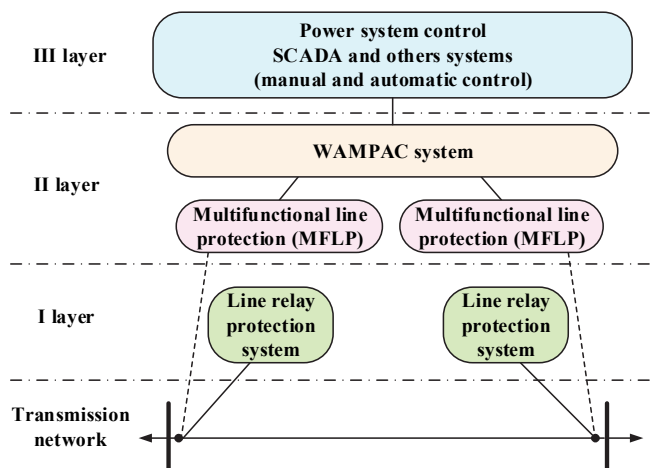 Power system control
SCADA and others systems
(manual and automatic control)
III layer
WAMPAC system
II layer
Multifunctional line
protection (MFLP)
Multifunctional line
protection (MFLP)
I layer
Line relay
protection
system
Line relay
protection
system
Transmission
network